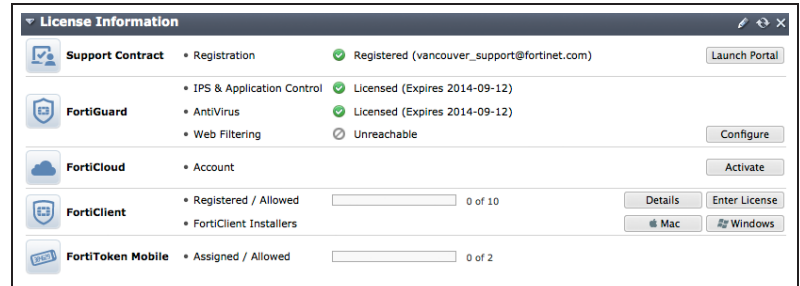 License Information
Support Contract • Registration Registered (vancouver_support@fortinet.com) Launch Portal
• IPS & Application Control Licensed (Expires 2014-09-12)
FortiGuard • AntiVirus Licensed (Expires 2014-09-12)
• Web Filtering Unreachable Configure
FortiCloud • Account Activate
• Registered / Allowed 0 of 10 Details Enter License
FortiClient
• FortiClient Installers Mac Windows
FortiToken Mobile • Assigned / Allowed 0 of 2